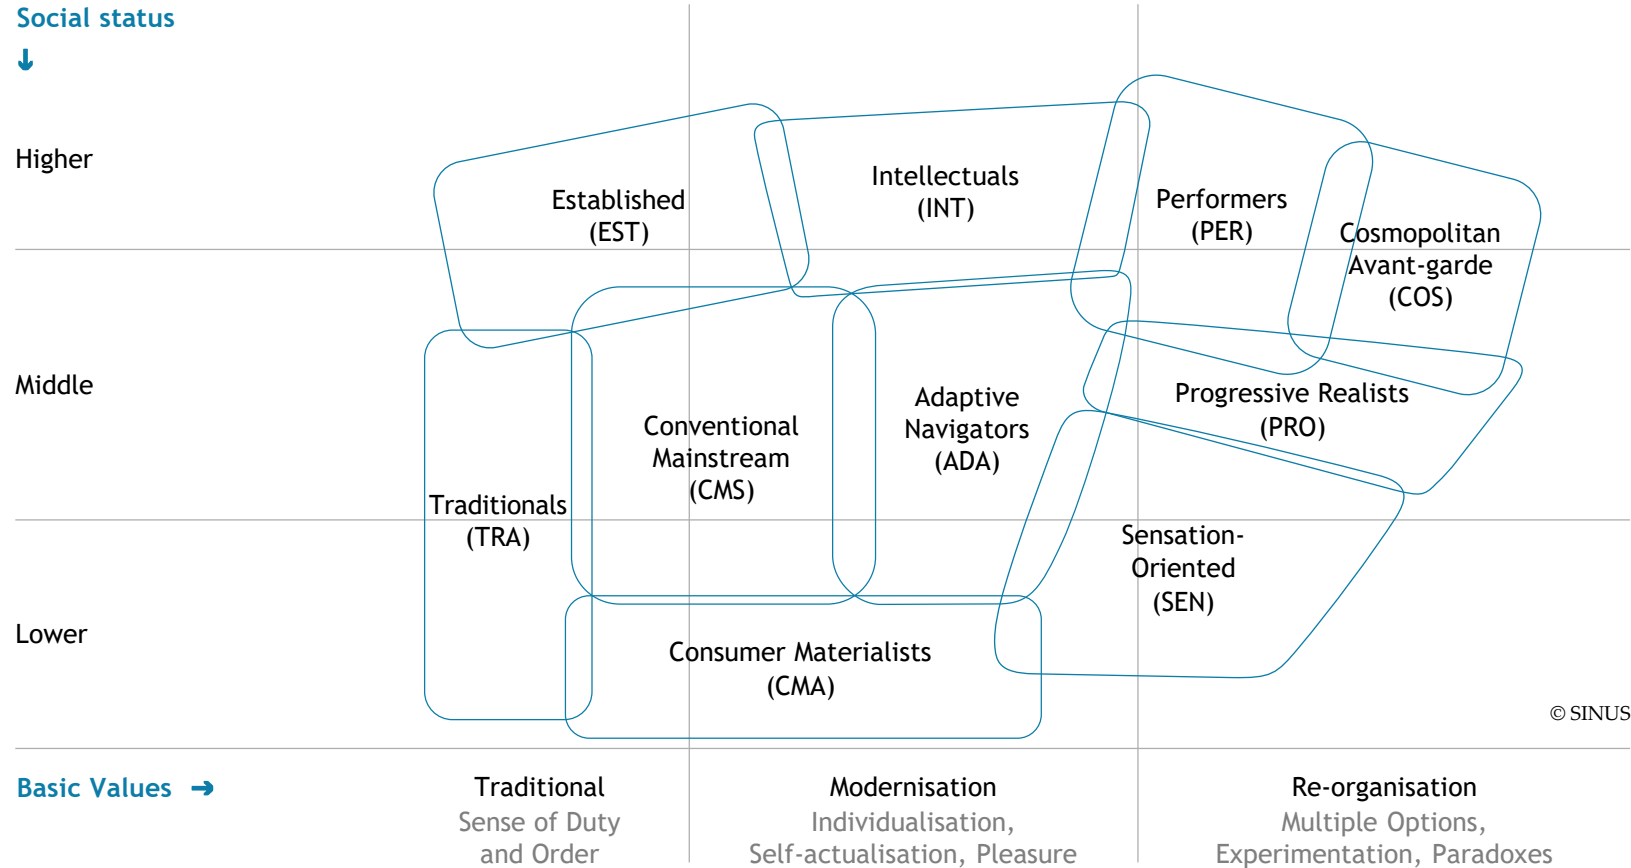 Social status
↓
Higher
Established
(EST)
Intellectuals
(INT)
Performers
(PER)
Cosmopolitan
Avant-garde
(COS)
Middle
Traditionals
(TRA)
Conventional
Mainstream
(CMS)
Adaptive
Navigators
(ADA)
Progressive Realists
(PRO)
Sensation-
Oriented
(SEN)
Lower
Consumer Materialists
(CMA)
© SINUS
Basic Values →
Traditional
Sense of Duty
and Order
Modernisation
Individualisation,
Self-actualisation, Pleasure
Re-organisation
Multiple Options,
Experimentation, Paradoxes